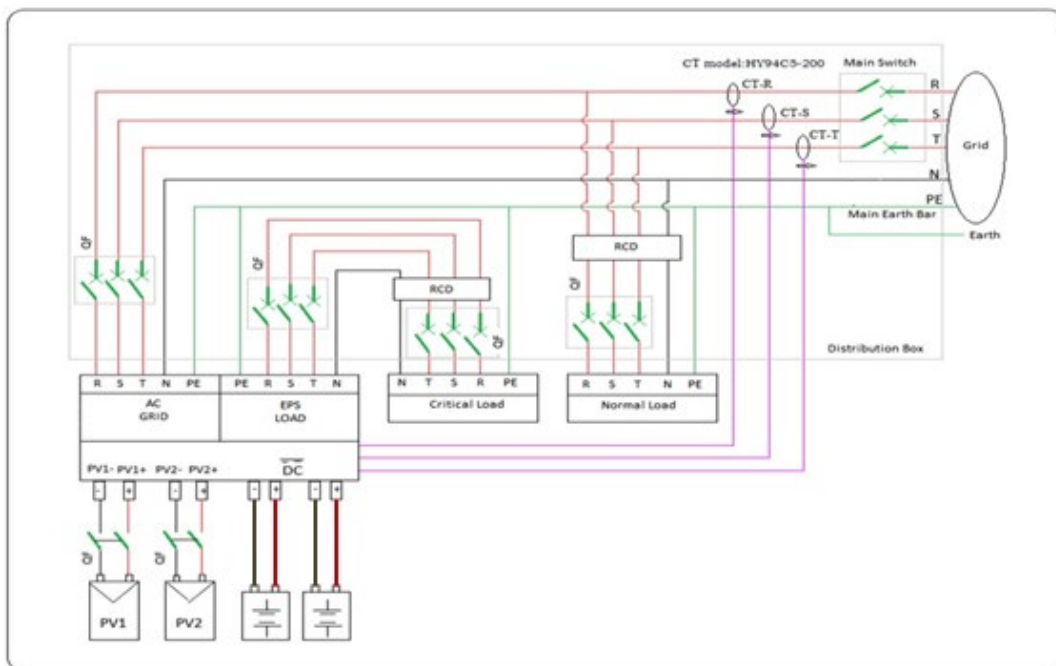 CT model:HY94C5-200
Main Switch
CT-R
R
CT-S
S
CT-T
T
Grid
N
PE
Main Earth Bar
Earth
QF
QF
RCD
RCD
QF
QF
Distribution Box
R S T N PE
PE R S T N
N T S R PE
R S T N PE
AC
GRID
EPS
LOAD
Critical Load
Normal Load
PV1- PV1+ PV2- PV2+
DC
- + - + - + - +
QF
QF
PV1
PV2